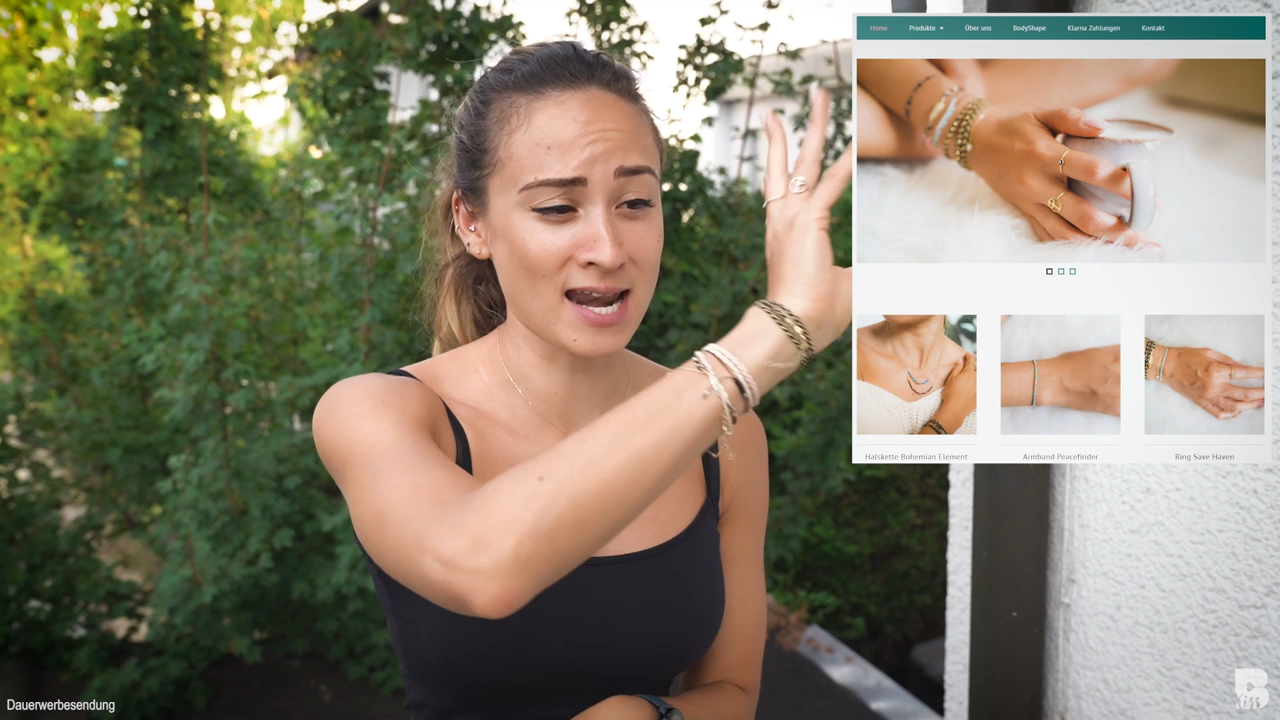 Home Produkte Über uns BodyShape Klarna Zahlungen Kontakt
Halskette Bohemian Element
Armband Peacefinder
Ring Save Haven
Dauerwerbesendung
B